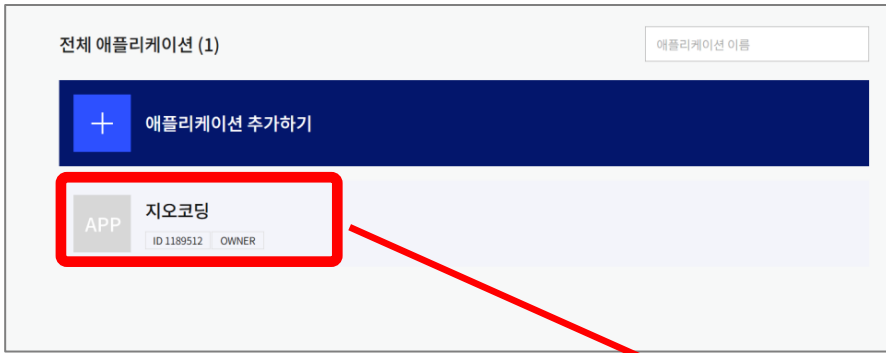 전체 애플리케이션 (1)
애플리케이션 이름
애플리케이션 추가하기
APP
지오코딩
ID 1189512 OWNER